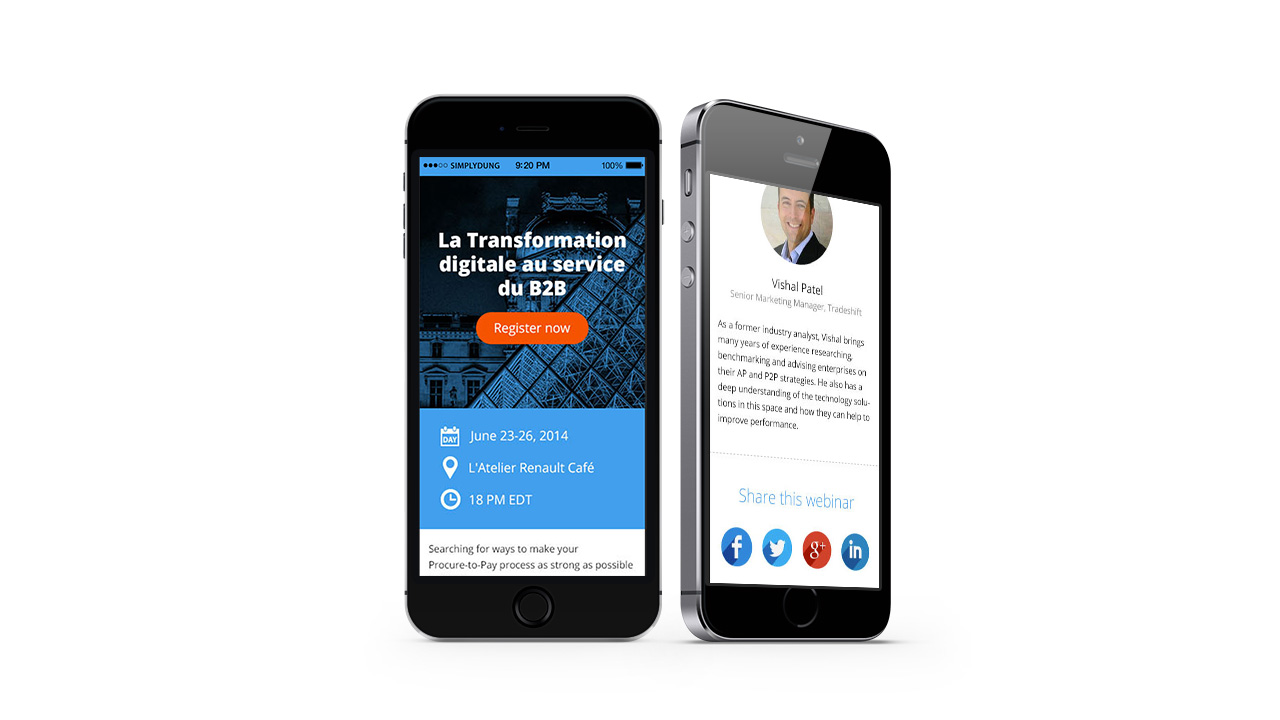 SIMPLYDUNG 9:20 PM 100%
La Transformation
digitale au service
du B2B
Register now
DAY
June 23-26, 2014
L'Atelier Renault Café
18 PM EDT
Searching for ways to make your
Procure-to-Pay process as strong as possible
Vishal Patel
Senior Marketing Manager, Tradeshift
As a former industry analyst, Vishal brings
many years of experience researching,
benchmarking and advising enterprises on
their AP and P2P strategies. He also has a
deep understanding of the technology solu-
tions in this space and how they can help to
improve performance.
Share this webinar
f
g+
in